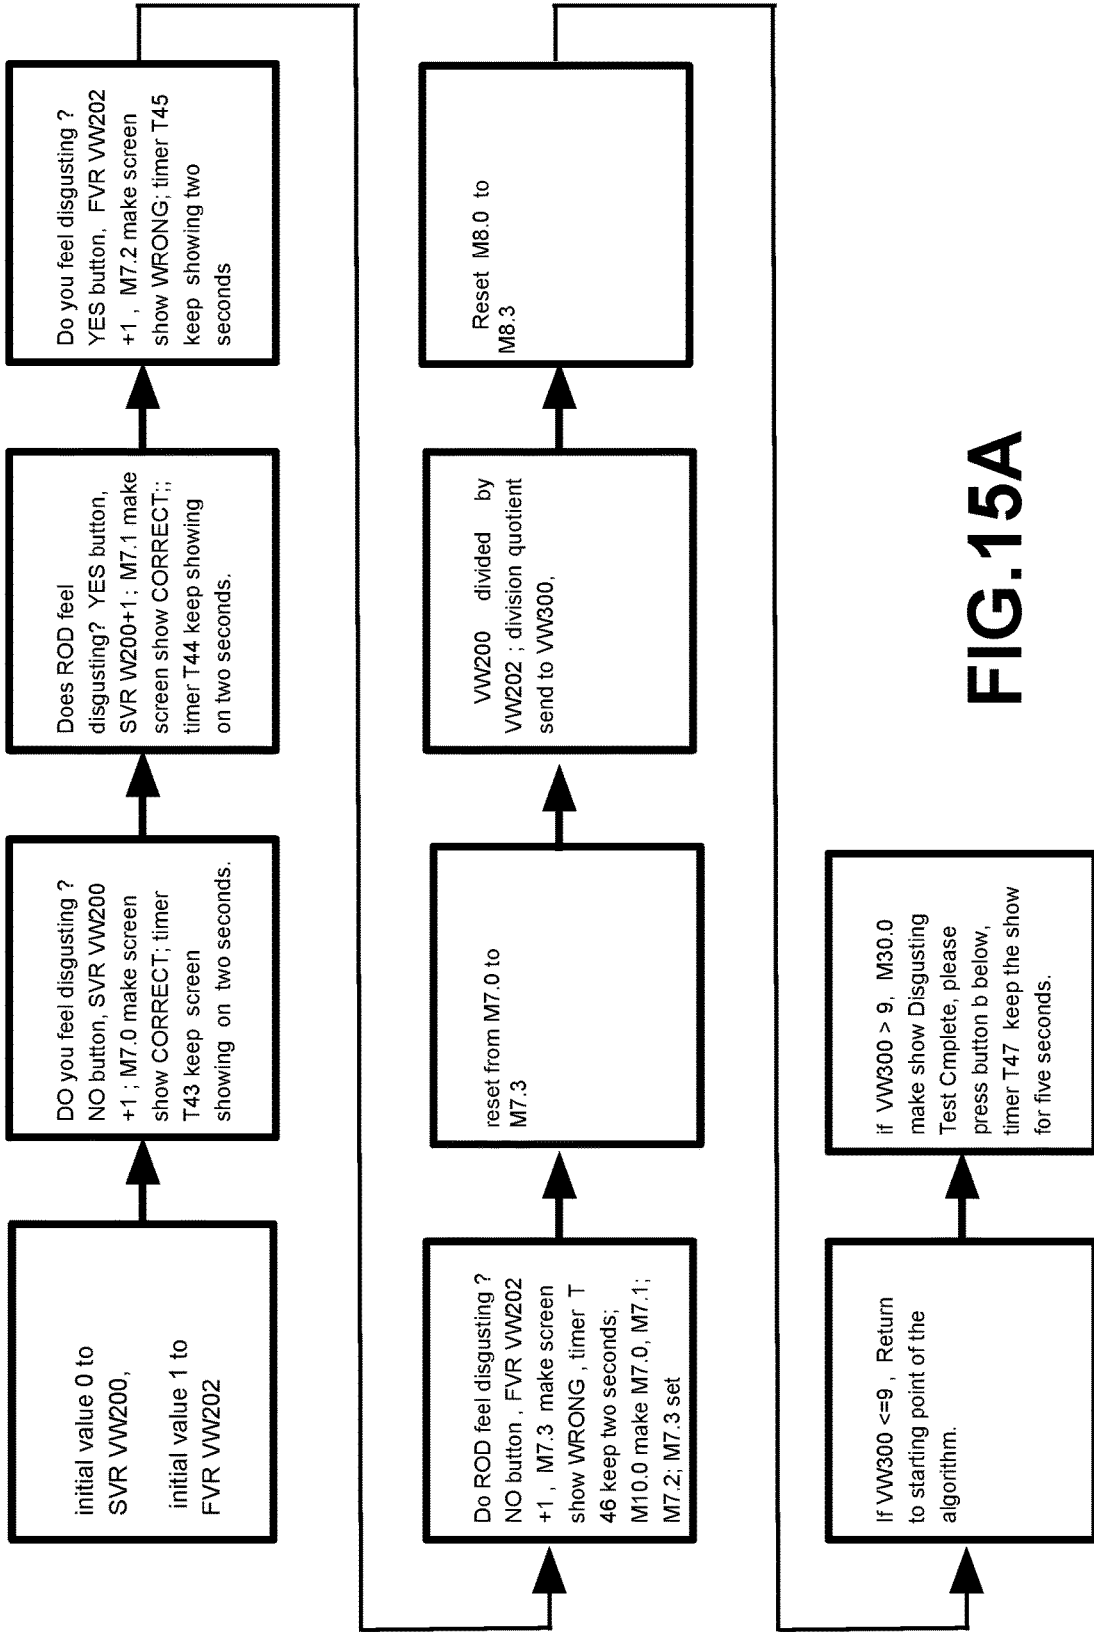 initial value 0 to
SVR VW200,
initial value 1 to
FVR VW202
DO you feel disgusting ?
NO button, SVR VW200
+1 ; M7.0 make screen
show CORRECT; timer
T43 keep screen
showing on two seconds.
Does ROD feel
disgusting? YES button,
SVR W200+1; M7.1 make
screen show CORRECT;;
timer T44 keep showing
on two seconds.
Do you feel disgusting ?
YES button, FVR VW202
+1 , M7.2 make screen
show WRONG; timer T45
keep showing two
seconds
Do ROD feel disgusting ?
NO button , FVR VW202
+1 , M7.3 make screen
show WRONG , timer T
46 keep two seconds;
M10.0 make M7.0, M7.1;
M7.2; M7.3 set
reset from M7.0 to
M7.3
VW200 divided by
VW202 ; division quotient
send to VW300,
Reset M8.0 to
M8.3
If VW300 <=9 , Return
to starting point of the
algorithm.
if VW300 > 9, M30.0
make show Disgusting
Test Cmplete, please
press button b below,
timer T47 keep the show
for five seconds.
FIG.15A